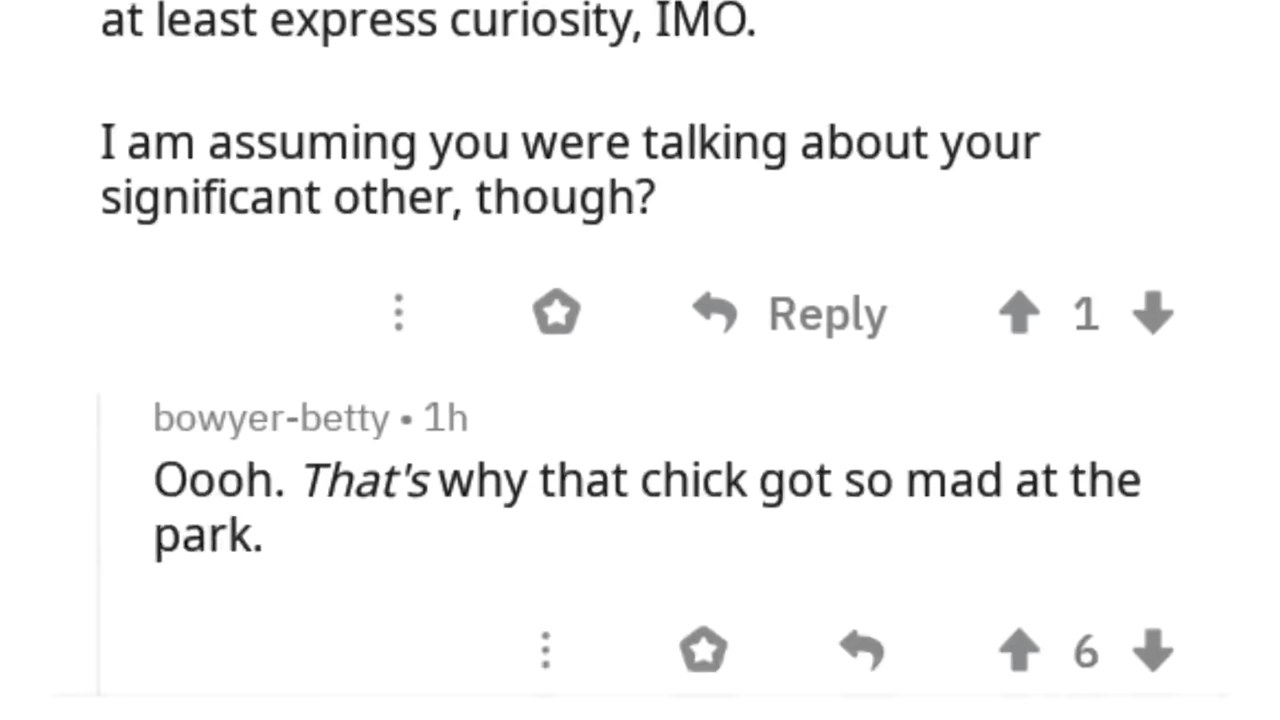 at least express curiosity, IMO.
I am assuming you were talking about your
significant other, though?
Reply 1
bowyer-betty • 1h
Oooh. That's why that chick got so mad at the
park.
6